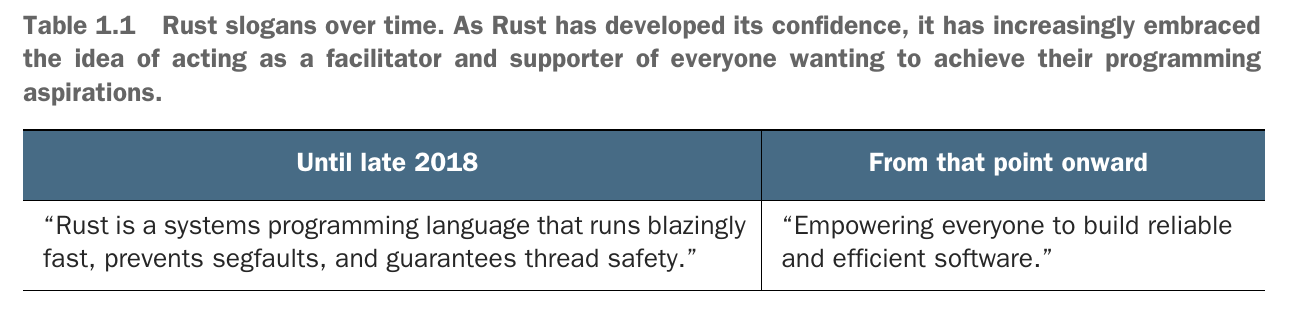 Table 1.1 Rust slogans over time. As Rust has developed its confidence, it has increasingly embraced
the idea of acting as a facilitator and supporter of everyone wanting to achieve their programming
aspirations.
Until late 2018
From that point onward
“Rust is a systems programming language that runs blazingly
fast, prevents segfaults, and guarantees thread safety.”
“Empowering everyone to build reliable
and efficient software.”